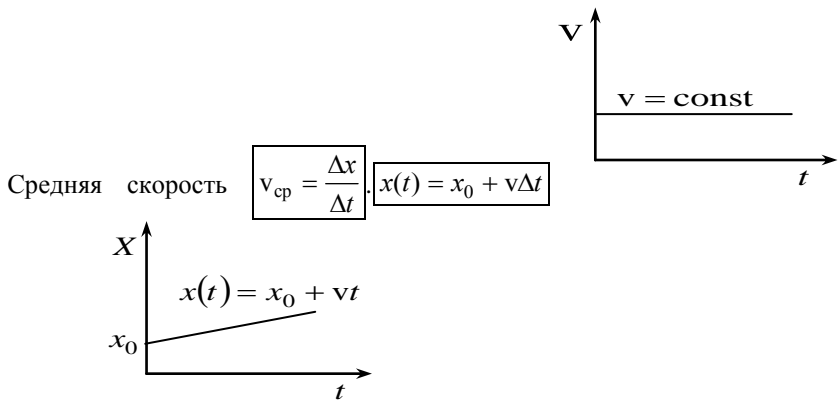 v
v = const
t
Средняя скорость v_ср = Δx/Δt. x(t) = x₀ + vΔt
X
x(t) = x₀ + vt
x₀
t